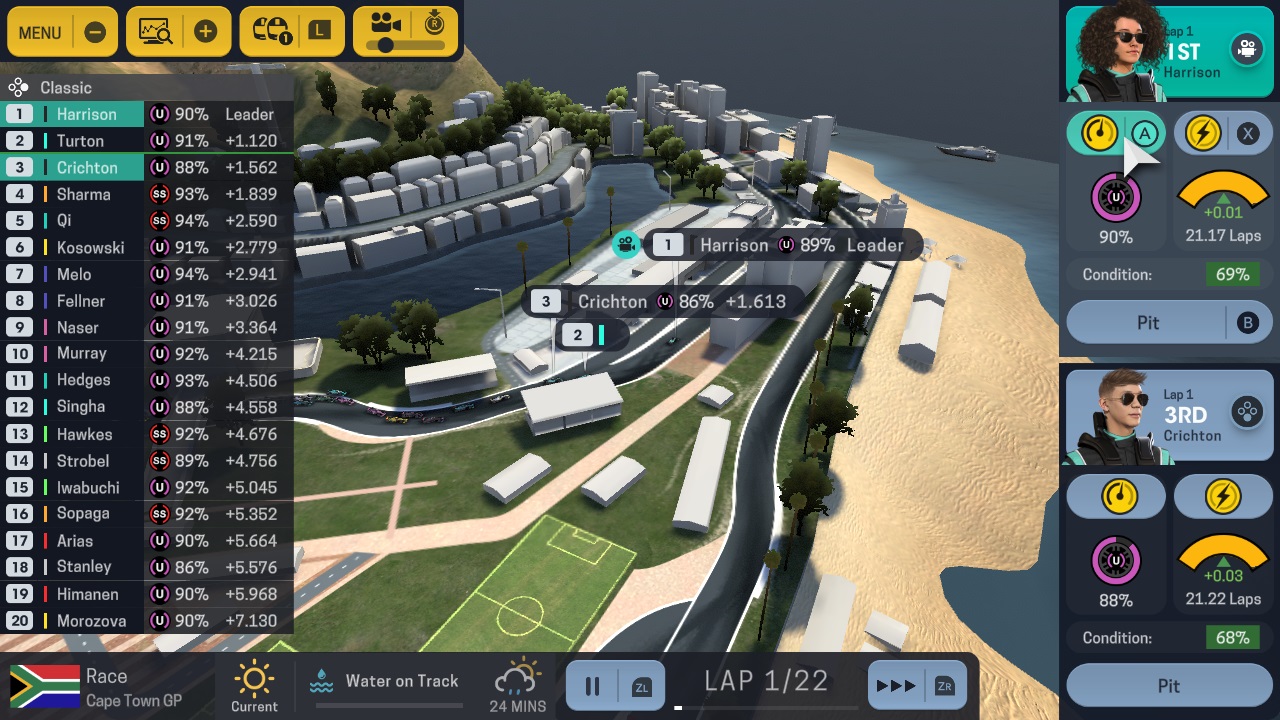 MENU
L
1
R
Classic
1 Harrison U 90% Leader
2 Turton U 91% +1.120
3 Crichton U 88% +1.562
4 Sharma SS 93% +1.839
5 Qi SS 94% +2.590
6 Kosowski U 91% +2.779
7 Melo U 94% +2.941
8 Fellner U 91% +3.026
9 Naser U 91% +3.364
10 Murray U 92% +4.215
11 Hedges U 93% +4.506
12 Singha U 88% +4.558
13 Hawkes SS 92% +4.676
14 Strobel SS 89% +4.756
15 Iwabuchi U 92% +5.045
16 Sopaga SS 92% +5.352
17 Arias U 90% +5.664
18 Stanley U 86% +5.576
19 Himanen U 90% +5.968
20 Morozova U 90% +7.130
1 Harrison U 89% Leader
3 Crichton U 86% +1.613
2
Lap 1
1ST
Harrison
A
X
U
+0.01
90%
21.17 Laps
Condition: 69%
Pit B
Lap 1
3RD
Crichton
U
+0.03
88%
21.22 Laps
Condition: 68%
Pit
Race
Cape Town GP
Current
Water on Track
24 MINS
ZL
LAP 1/22
ZR